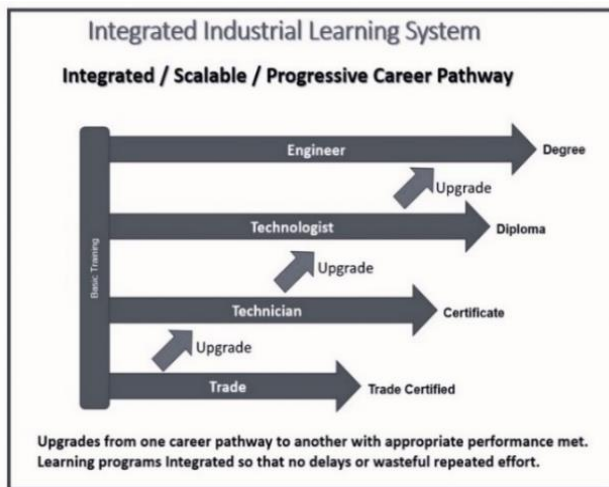 Integrated Industrial Learning System
Integrated / Scalable / Progressive Career Pathway
Basic Training
Engineer
Degree
Upgrade
Technologist
Diploma
Upgrade
Technician
Certificate
Upgrade
Trade
Trade Certified
Upgrades from one career pathway to another with appropriate performance met.
Learning programs Integrated so that no delays or wasteful repeated effort.